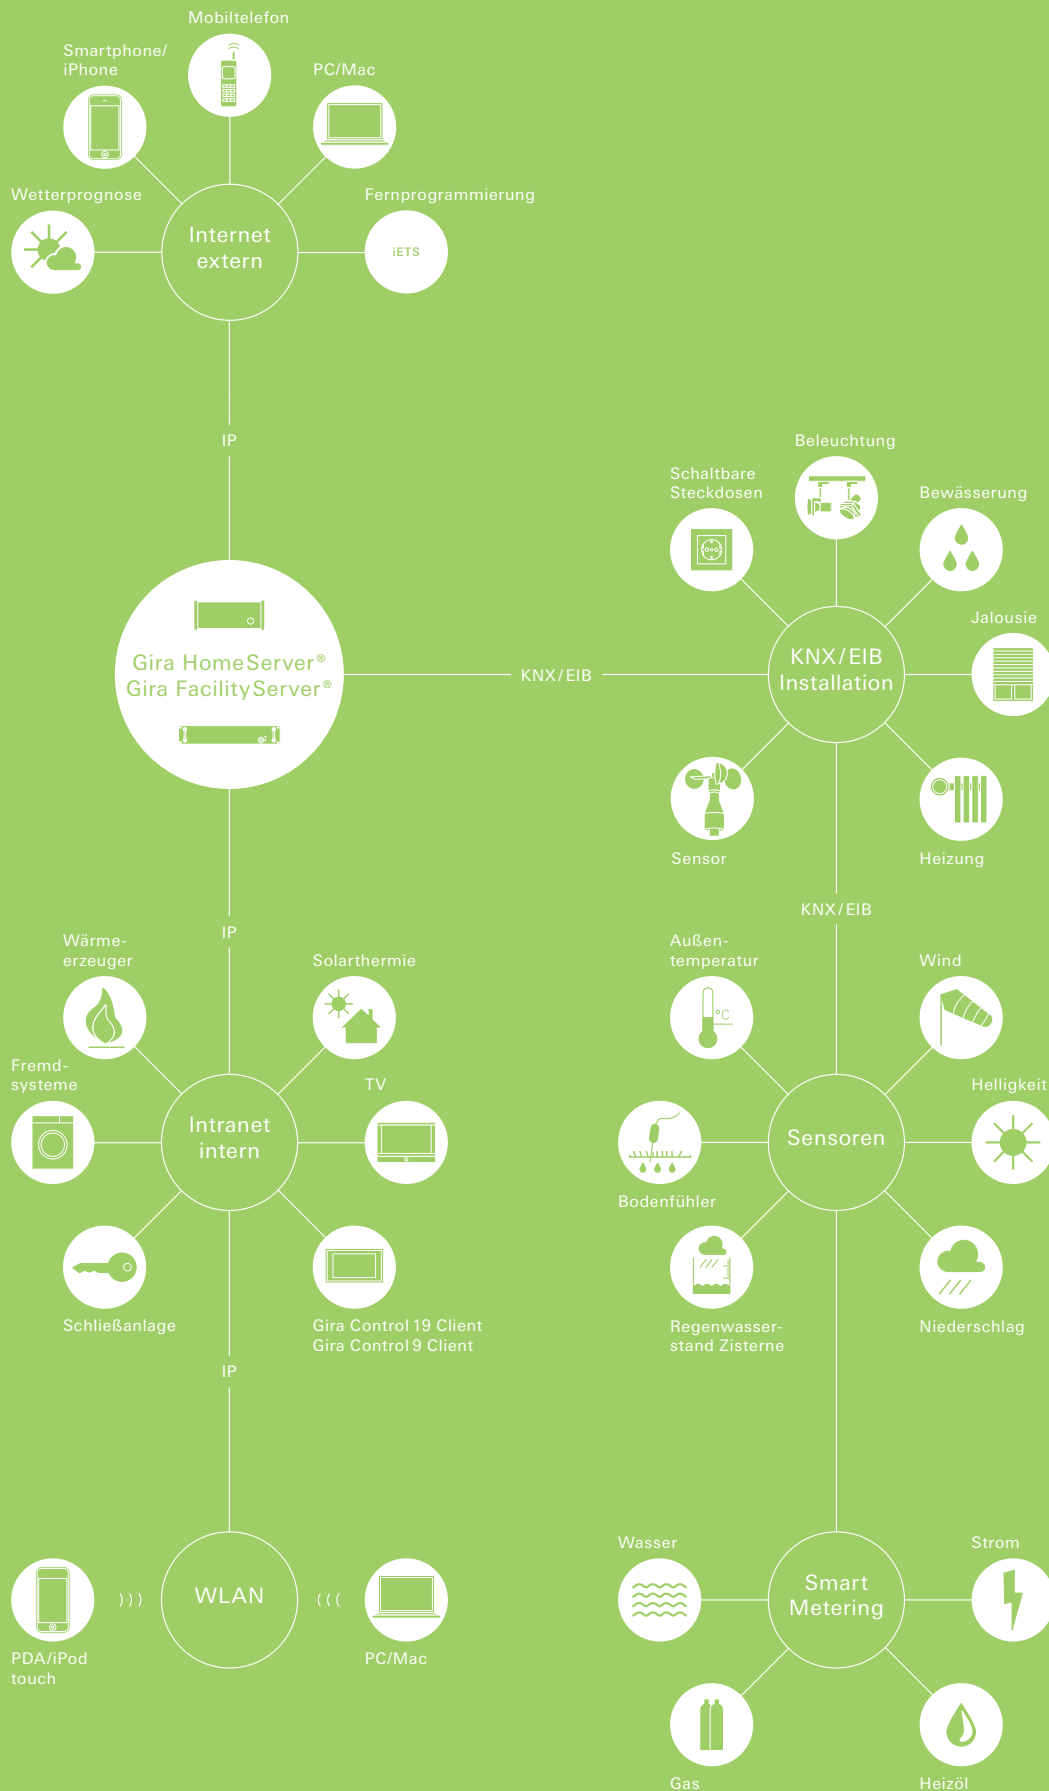 Mobiltelefon
Smartphone/
iPhone
PC/Mac
Wetterprognose
Fernprogrammierung
iETS
Internet
extern
IP
Gira HomeServer®
Gira FacilityServer®
KNX/EIB
Beleuchtung
Schaltbare
Steckdosen
Bewässerung
Jalousie
KNX/EIB
Installation
Sensor
Heizung
KNX/EIB
IP
Wärme-
erzeuger
Solarthermie
Fremd-
systeme
TV
Intranet
intern
Schließanlage
Gira Control 19 Client
Gira Control 9 Client
Außen-
temperatur
°C
Wind
Helligkeit
Sensoren
Bodenfühler
Regenwasser-
stand Zisterne
Niederschlag
IP
WLAN
PDA/iPod
touch
PC/Mac
Wasser
Strom
Smart
Metering
Gas
Heizöl